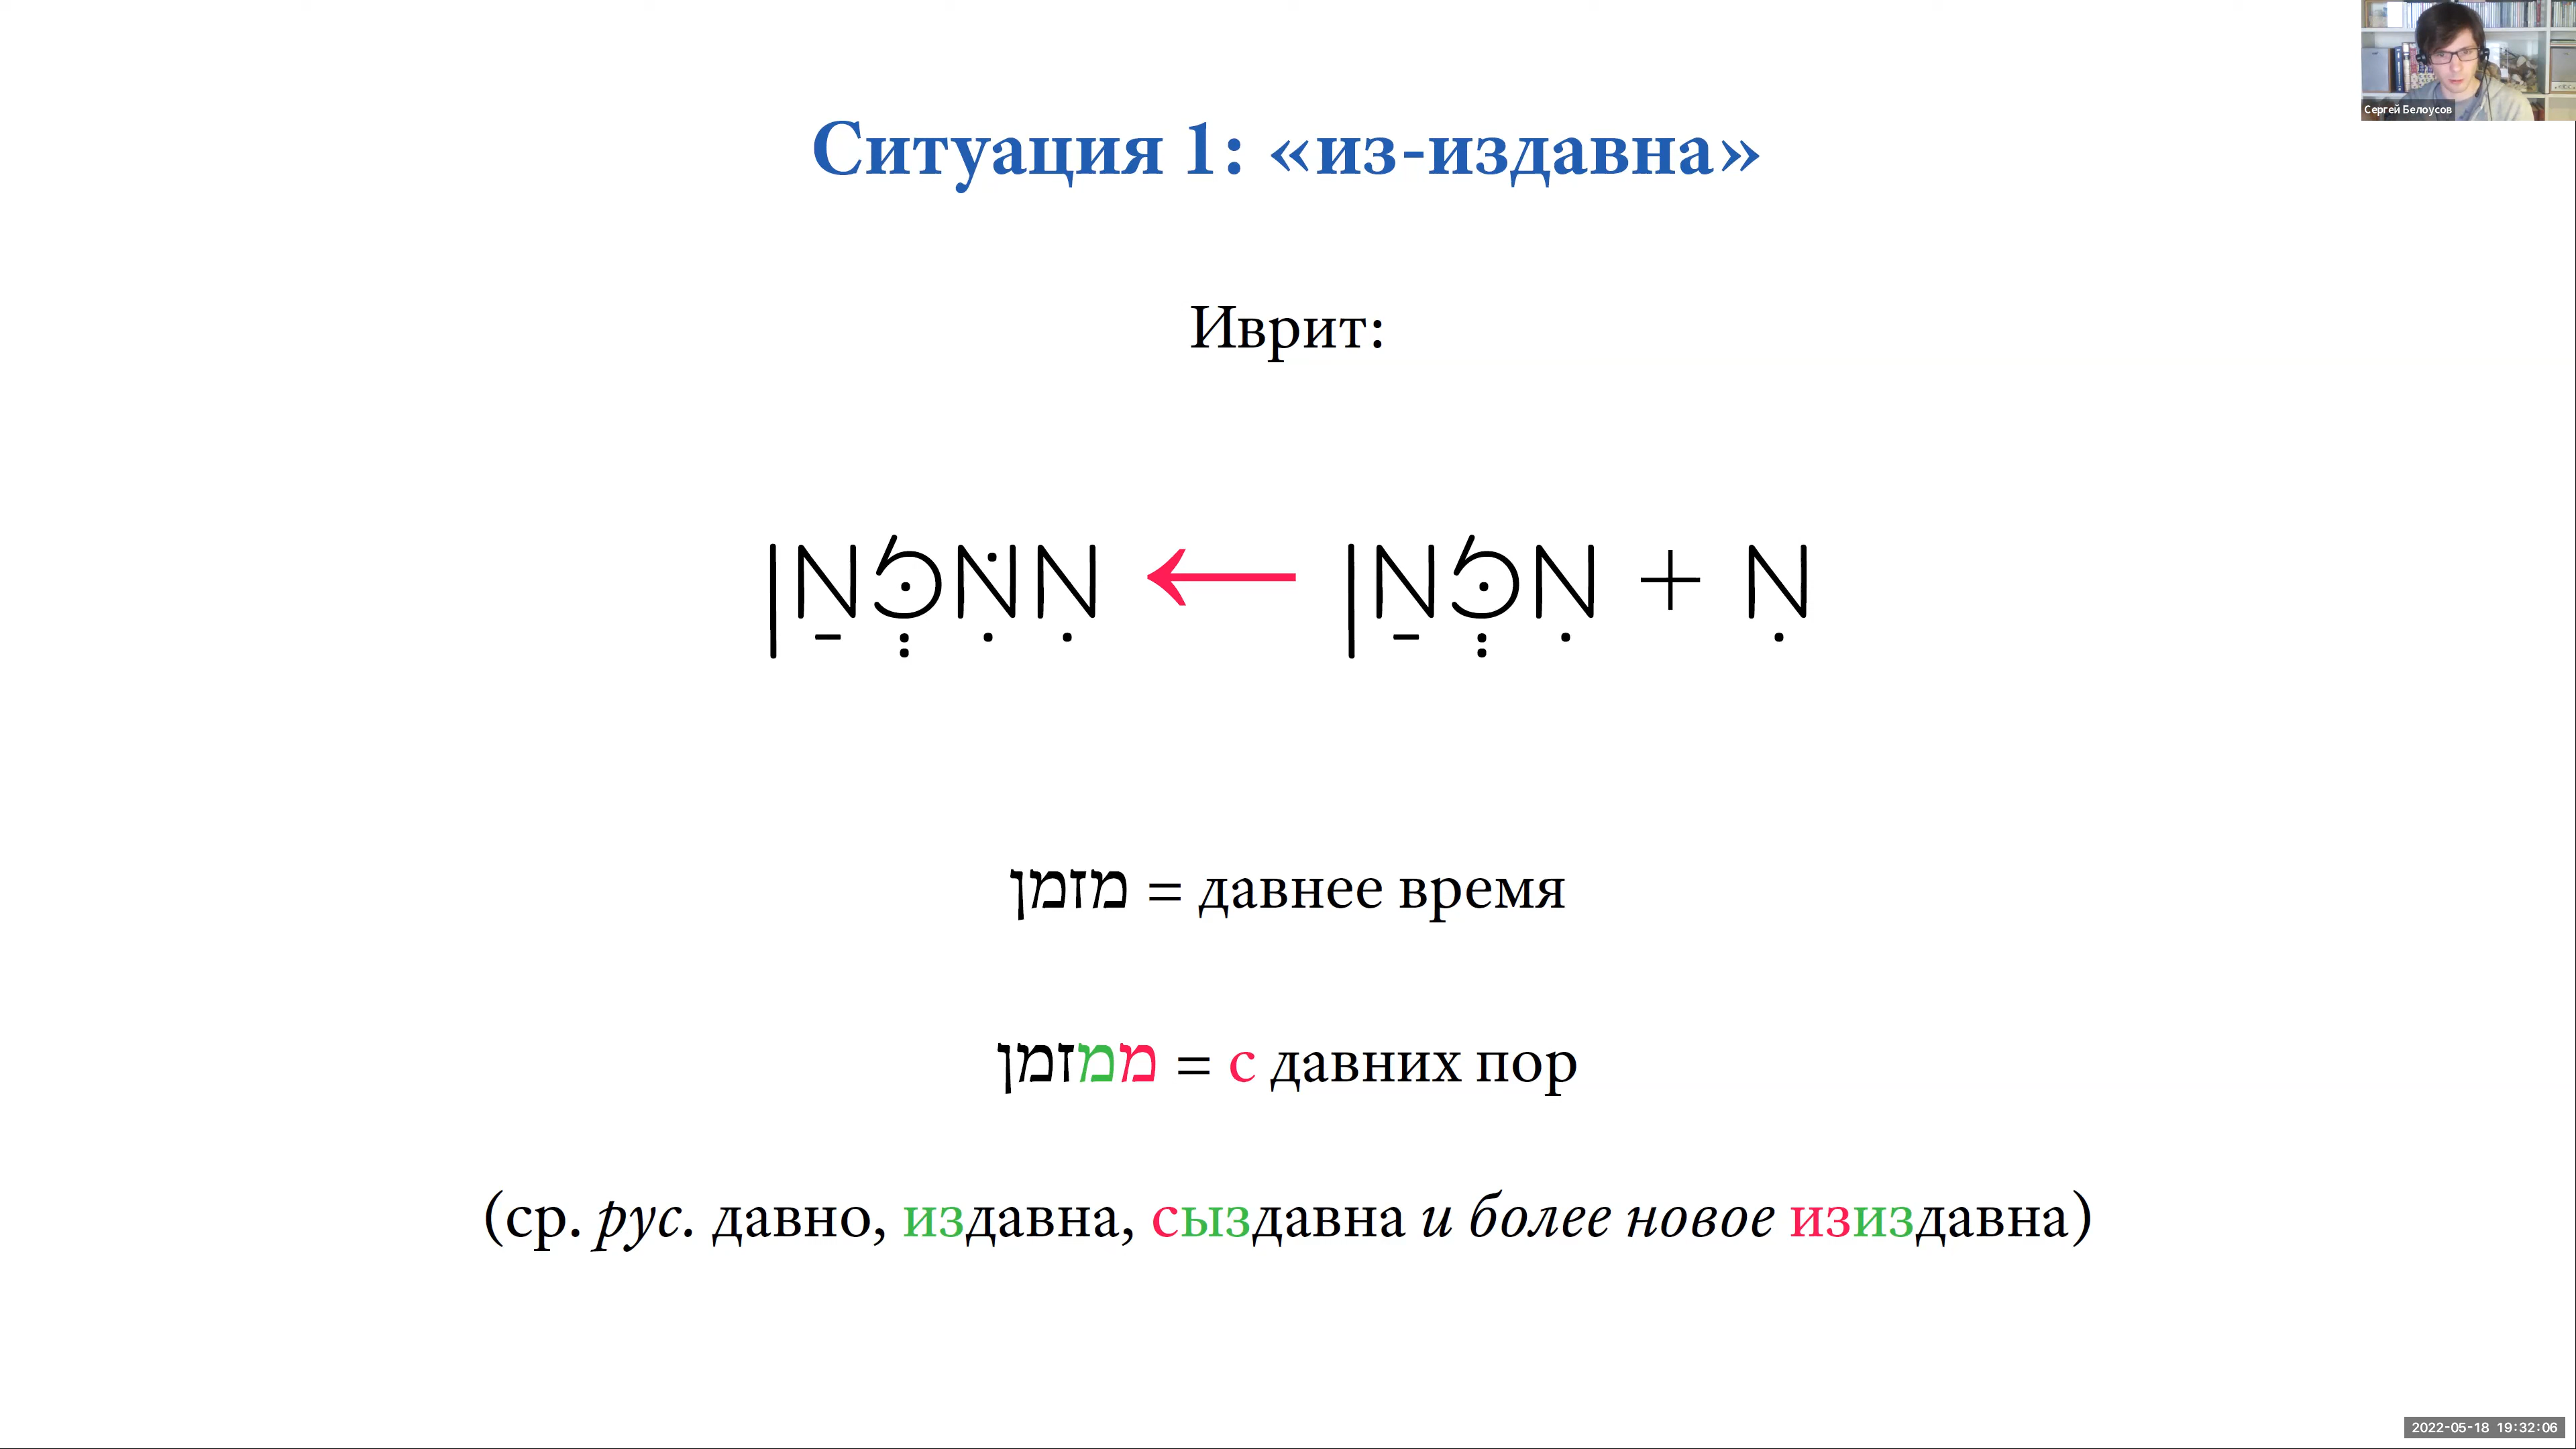 Сергей Белоусов
Ситуация 1: «из-издавна»
Иврит:
מִ + מִזְּמַן ← מִמִּזְּמַן
מזמן = давнее время
ממזמן = с давних пор
(ср. рус. давно, издавна, сыздавна и более новое изиздавна)
2022-05-18 19:32:06